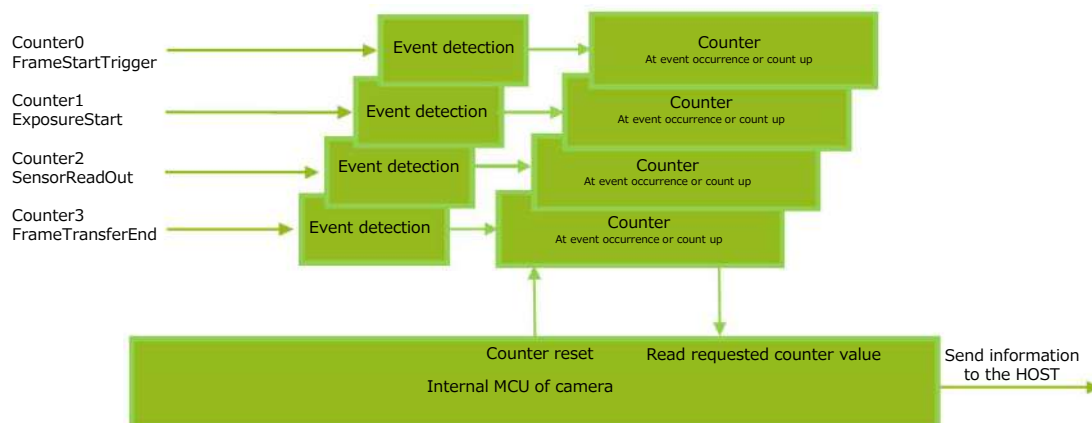 Counter0
FrameStartTrigger
Event detection
Counter
At event occurrence or count up
Counter1
ExposureStart
Event detection
Counter
At event occurrence or count up
Counter2
SensorReadOut
Event detection
Counter
At event occurrence or count up
Counter3
FrameTransferEnd
Event detection
Counter
At event occurrence or count up
Counter reset
Read requested counter value
Internal MCU of camera
Send information
to the HOST